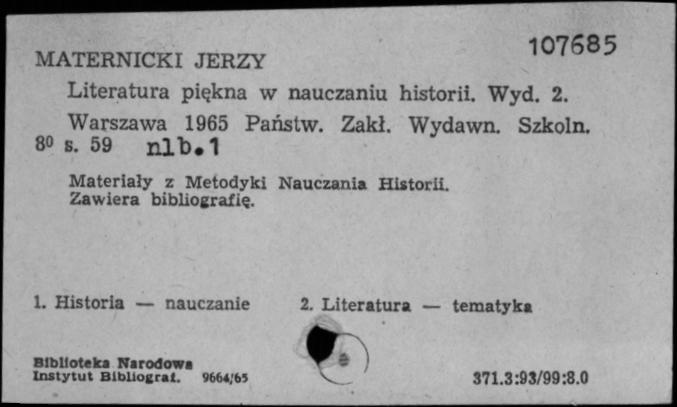 107685
MATERNICKI JERZY
Literatura piękna w nauczaniu historii. Wyd. 2.
Warszawa 1965 Państw. Zakł. Wydawn. Szkoln.
8⁰ s. 59 nlb.1
Materiały z Metodyki Nauczania Historii.
Zawiera bibliografię.
1. Historia — nauczanie 2. Literatura — tematyka
Biblioteka Narodowa
Instytut Bibliograf. 9664/65
371.3:93/99:8.0